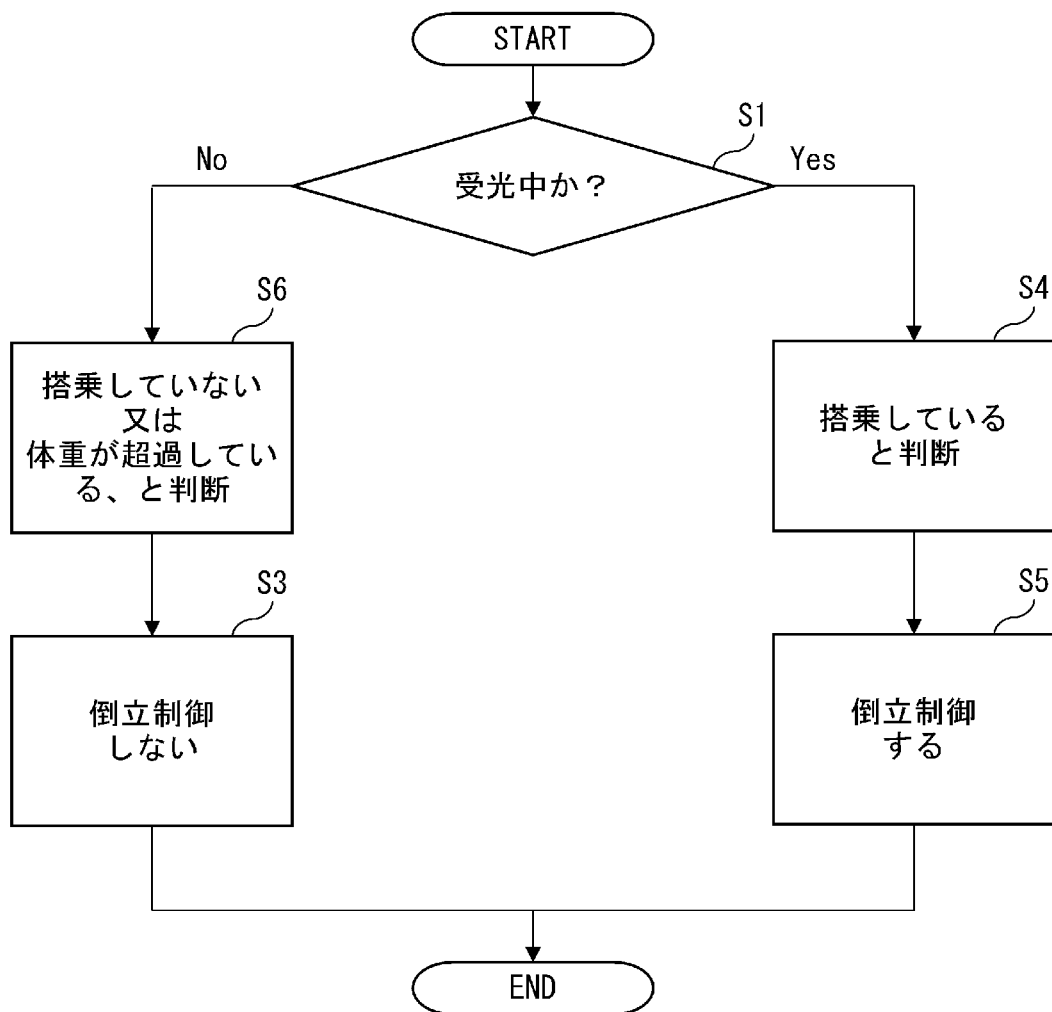 START
S1
No
Yes
受光中か?
S6
S4
搭乗していない
又は
体重が超過してい
る、と判断
搭乗している
と判断
S3
S5
倒立制御
しない
倒立制御
する
END